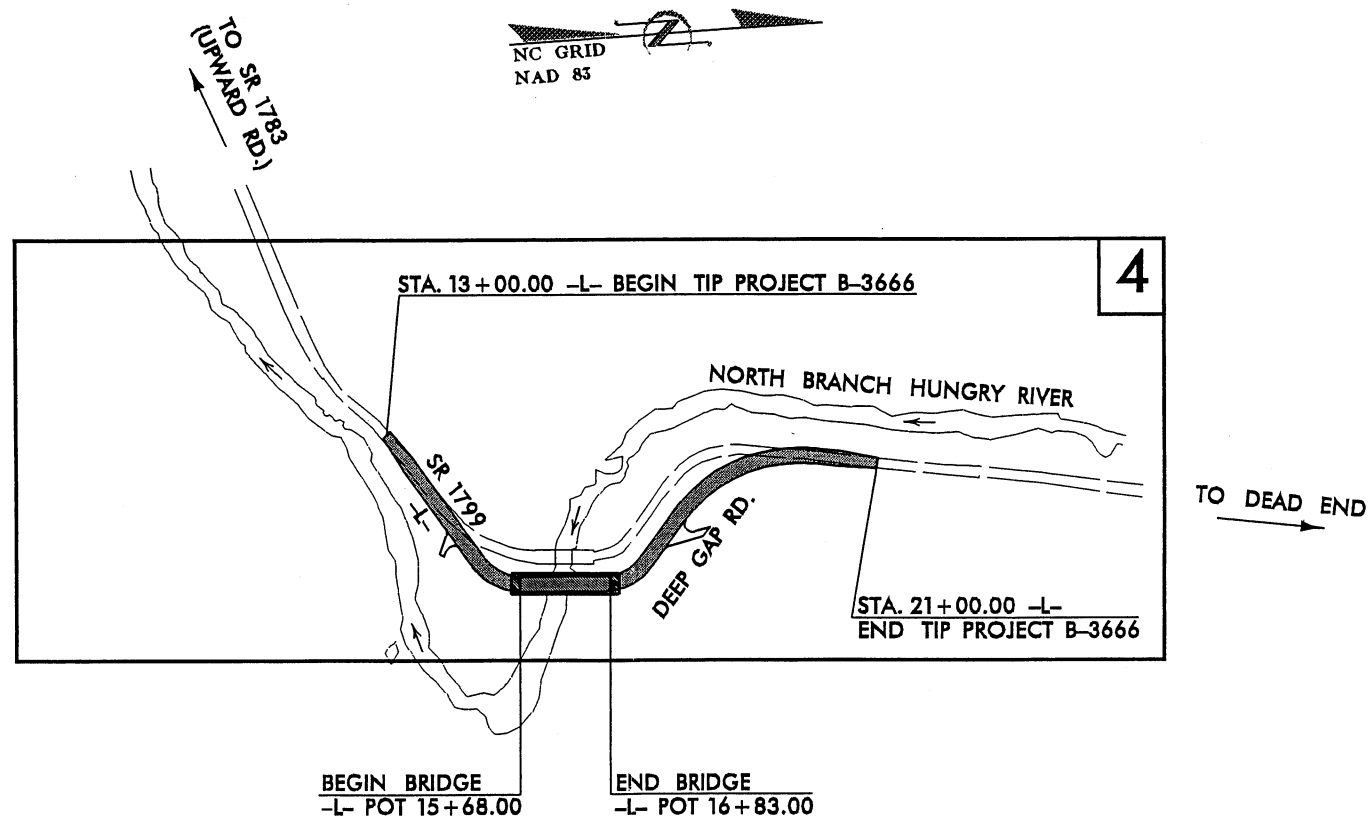 TO SR 1783
(UPWARD RD.)
NC GRID
NAD 83
4
STA. 13+00.00 -L- BEGIN TIP PROJECT B-3666
NORTH BRANCH HUNGRY RIVER
SR 1799
-L-
DEEP GAP RD.
TO DEAD END
STA. 21+00.00 -L-
END TIP PROJECT B-3666
BEGIN BRIDGE
-L- POT 15+68.00
END BRIDGE
-L- POT 16+83.00